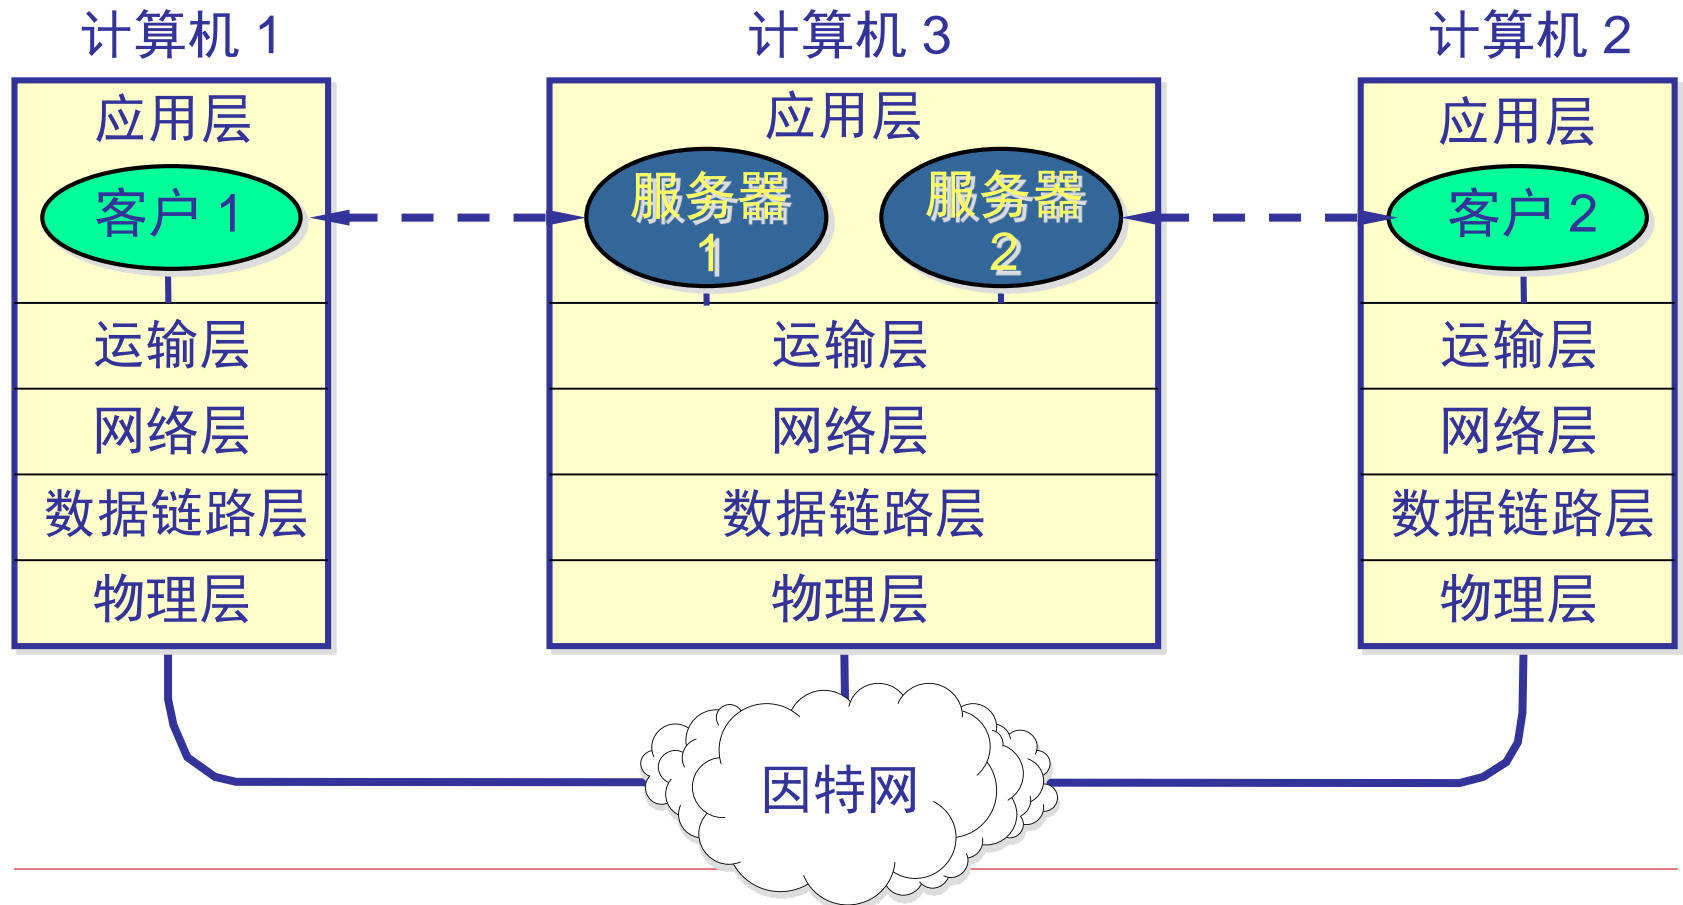 计算机 1
计算机 3
计算机 2
应用层
客户 1
运输层
网络层
数据链路层
物理层
应用层
服务器
1
服务器
2
运输层
网络层
数据链路层
物理层
应用层
客户 2
运输层
网络层
数据链路层
物理层
因特网